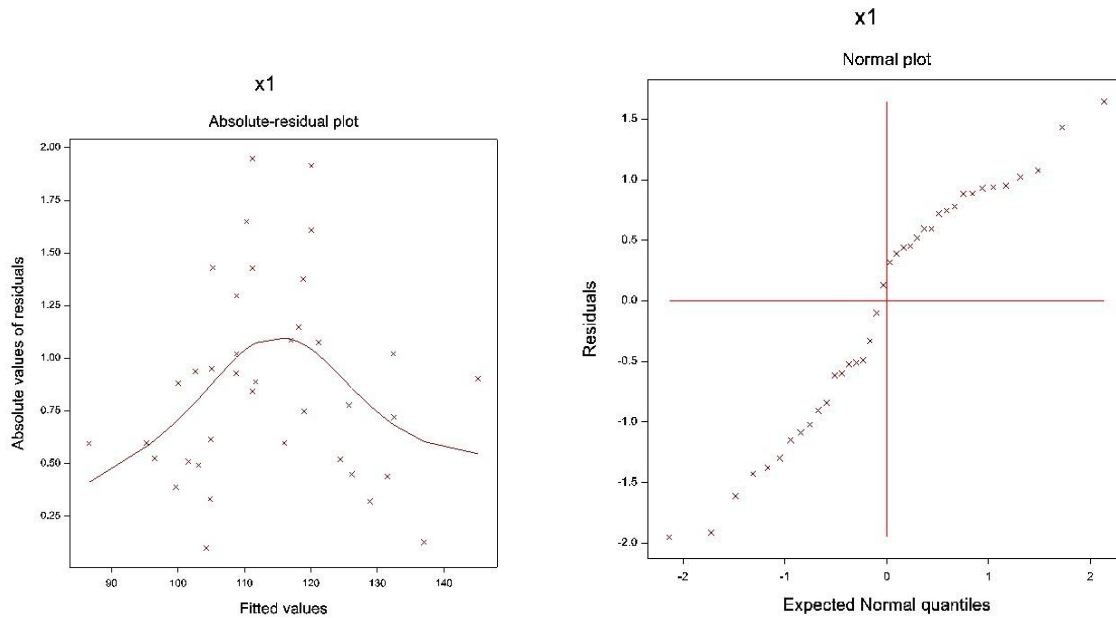 x1
Absolute-residual plot
2.00
1.75
1.50
1.25
1.00
0.75
0.50
0.25
Absolute values of residuals
90 100 110 120 130 140
Fitted values
x1
Normal plot
1.5
1.0
0.5
0.0
-0.5
-1.0
-1.5
-2.0
Residuals
-2 -1 0 1 2
Expected Normal quantiles